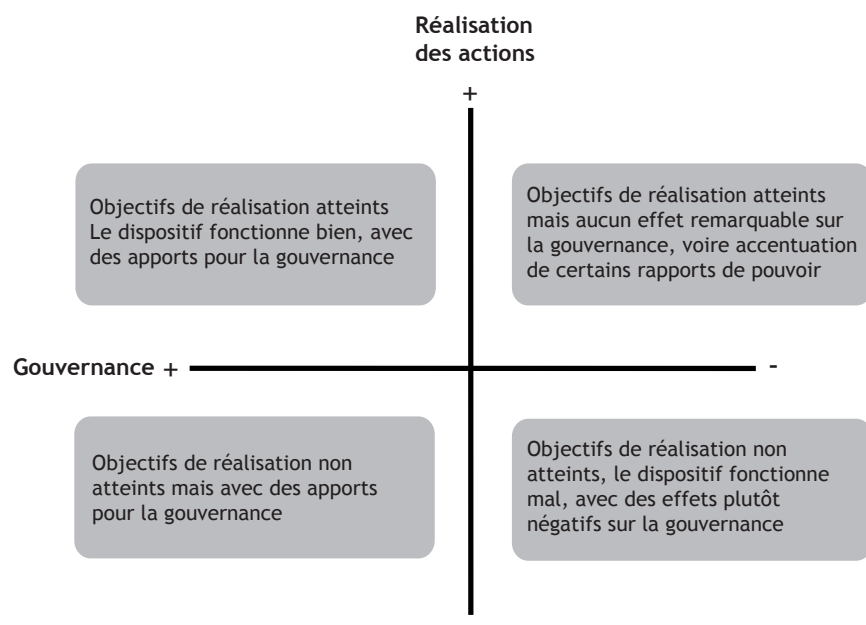 Réalisation
des actions
+
Objectifs de réalisation atteints
Le dispositif fonctionne bien, avec
des apports pour la gouvernance
Objectifs de réalisation atteints
mais aucun effet remarquable sur
la gouvernance, voire accentuation
de certains rapports de pouvoir
Gouvernance +
-
Objectifs de réalisation non
atteints mais avec des apports
pour la gouvernance
Objectifs de réalisation non
atteints, le dispositif fonctionne
mal, avec des effets plutôt
négatifs sur la gouvernance